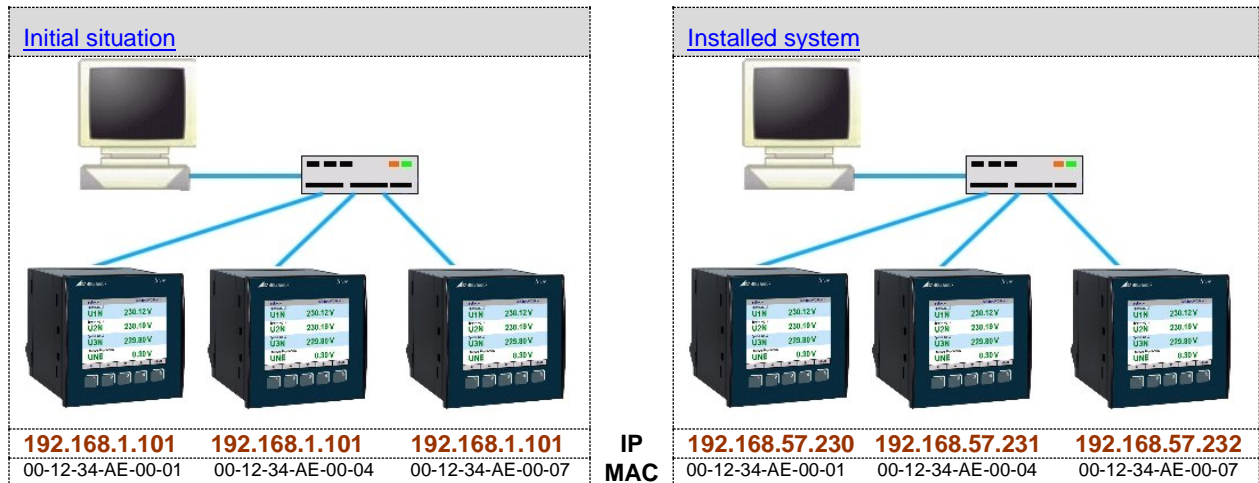 Initial situation
Installed system
U1N 230.12 V
U2N 230.19 V
U3N 229.80 V
UNE 0.30 V
U1N 230.12 V
U2N 230.19 V
U3N 229.80 V
UNE 0.30 V
U1N 230.12 V
U2N 230.19 V
U3N 229.80 V
UNE 0.30 V
U1N 230.12 V
U2N 230.19 V
U3N 229.80 V
UNE 0.30 V
U1N 230.12 V
U2N 230.19 V
U3N 229.80 V
UNE 0.30 V
U1N 230.12 V
U2N 230.19 V
U3N 229.80 V
UNE 0.30 V
192.168.1.101 192.168.1.101 192.168.1.101 IP 192.168.57.230 192.168.57.231 192.168.57.232
00-12-34-AE-00-01 00-12-34-AE-00-04 00-12-34-AE-00-07 MAC 00-12-34-AE-00-01 00-12-34-AE-00-04 00-12-34-AE-00-07